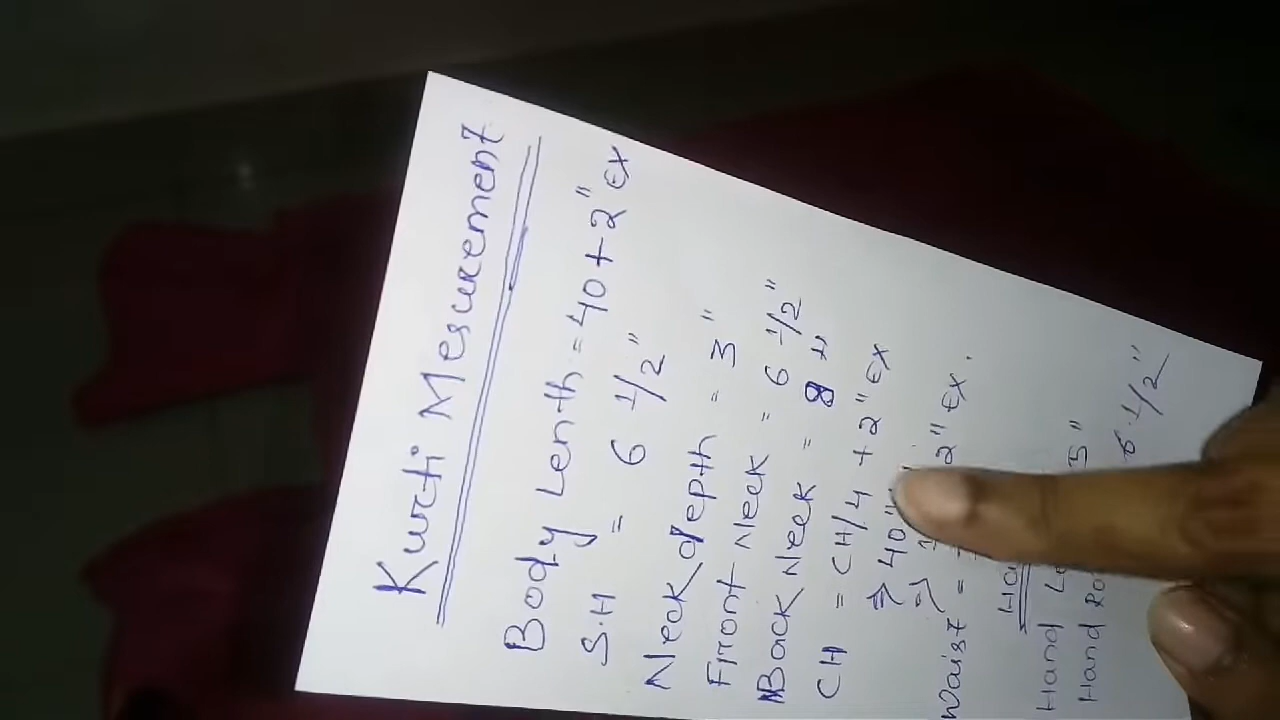 Kurti Mesurement
Body Lenth = 40 + 2" Ex
S.H = 6 1/2"
Neck depth = 3"
Front Neck = 6 1/2"
Back Neck = 8"
CH = CH/4 + 2" Ex
⇒ 40"
⇒
Waist = 2" Ex.
Hand 5"
Hand 6 1/2"